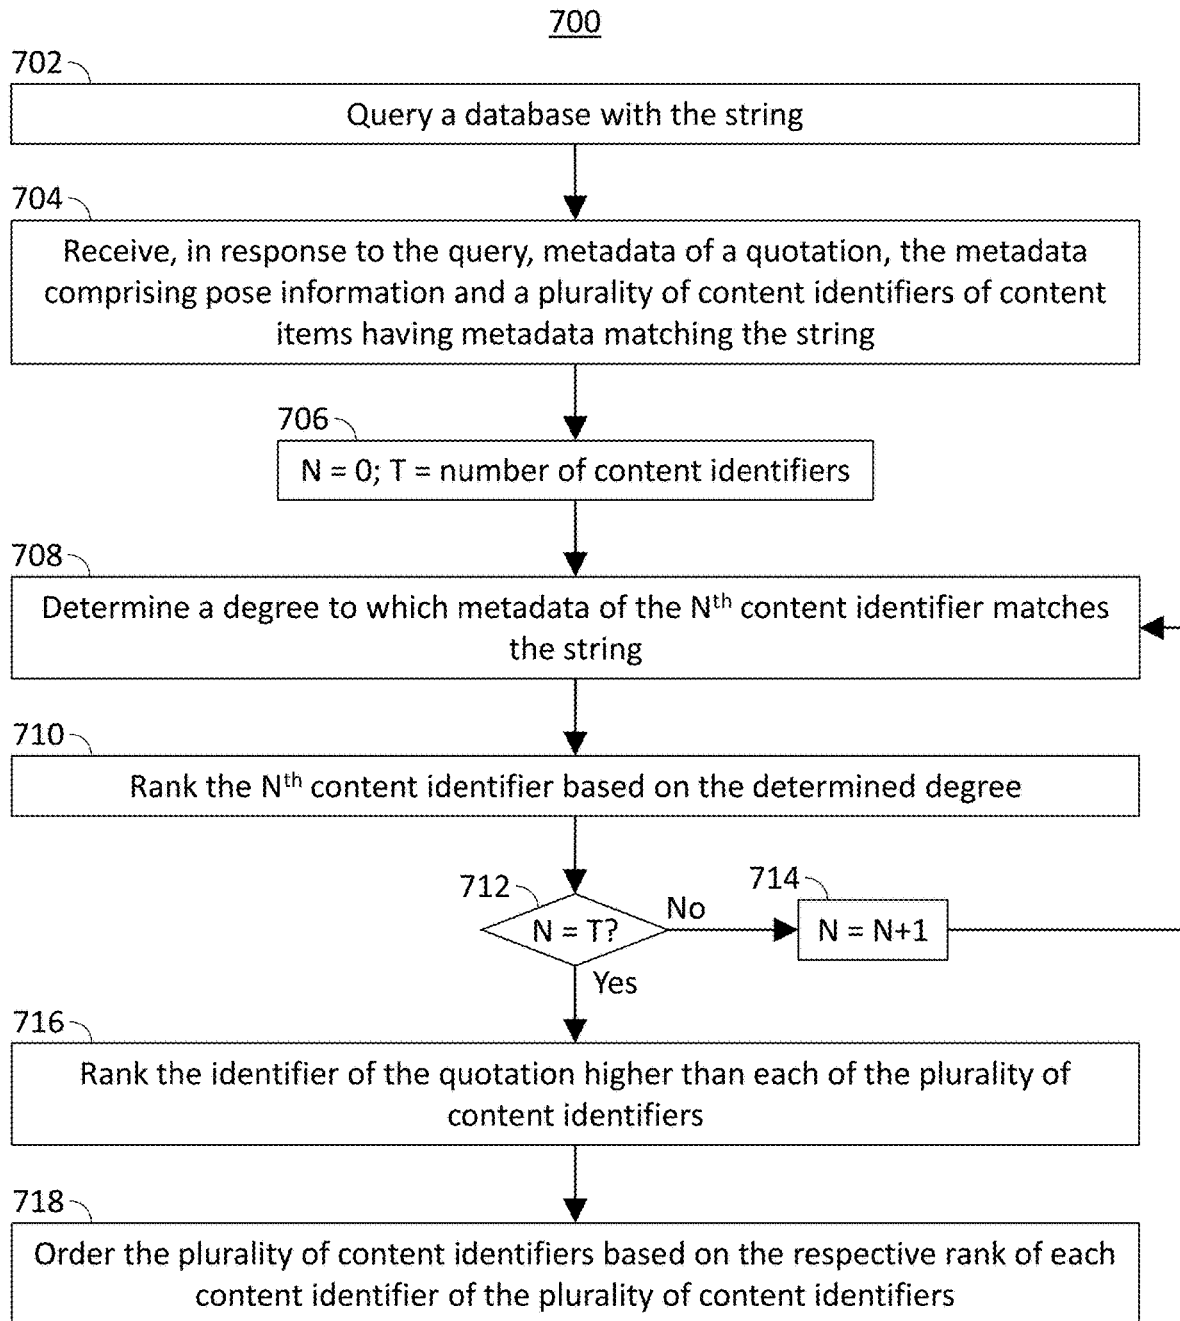 700
702
Query a database with the string
704
Receive, in response to the query, metadata of a quotation, the metadata
comprising pose information and a plurality of content identifiers of content
items having metadata matching the string
706
N = 0; T = number of content identifiers
708
Determine a degree to which metadata of the Nth content identifier matches
the string
710
Rank the Nth content identifier based on the determined degree
712
N = T?
No
714
N = N+1
Yes
716
Rank the identifier of the quotation higher than each of the plurality of
content identifiers
718
Order the plurality of content identifiers based on the respective rank of each
content identifier of the plurality of content identifiers